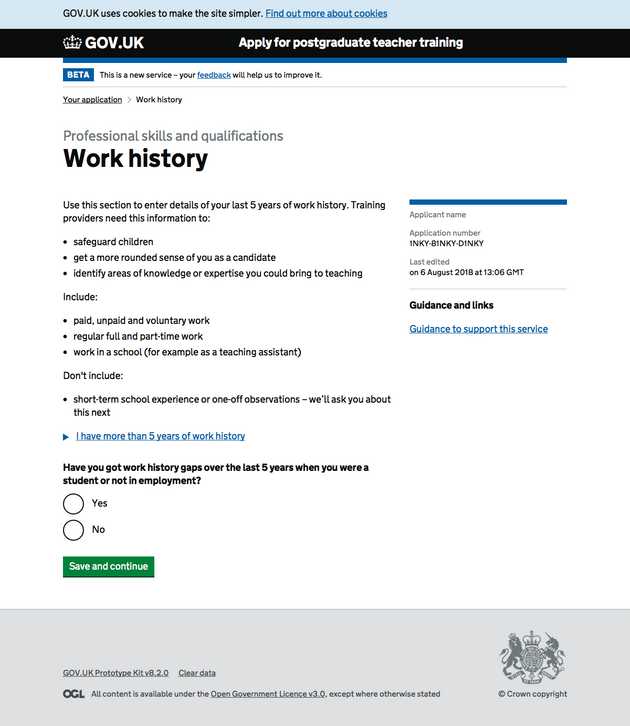 GOV.UK uses cookies to make the site simpler. Find out more about cookies
GOV.UK
Apply for postgraduate teacher training
BETA This is a new service – your feedback will help us to improve it.
Your application > Work history
Professional skills and qualifications
Work history
Use this section to enter details of your last 5 years of work history. Training
providers need this information to:
• safeguard children
• get a more rounded sense of you as a candidate
• identify areas of knowledge or expertise you could bring to teaching
Include:
• paid, unpaid and voluntary work
• regular full and part-time work
• work in a school (for example as a teaching assistant)
Don't include:
• short-term school experience or one-off observations – we’ll ask you about
this next
I have more than 5 years of work history
Have you got work history gaps over the last 5 years when you were a
student or not in employment?
Yes
No
Save and continue
Applicant name
Application number
1NKY-81NKY-D1NKY
Last edited
on 6 August 2018 at 13:06 GMT
Guidance and links
Guidance to support this service
GOV.UK Prototype Kit v8.2.0 Clear data
OGL All content is available under the Open Government Licence v3.0, except where otherwise stated
© Crown copyright